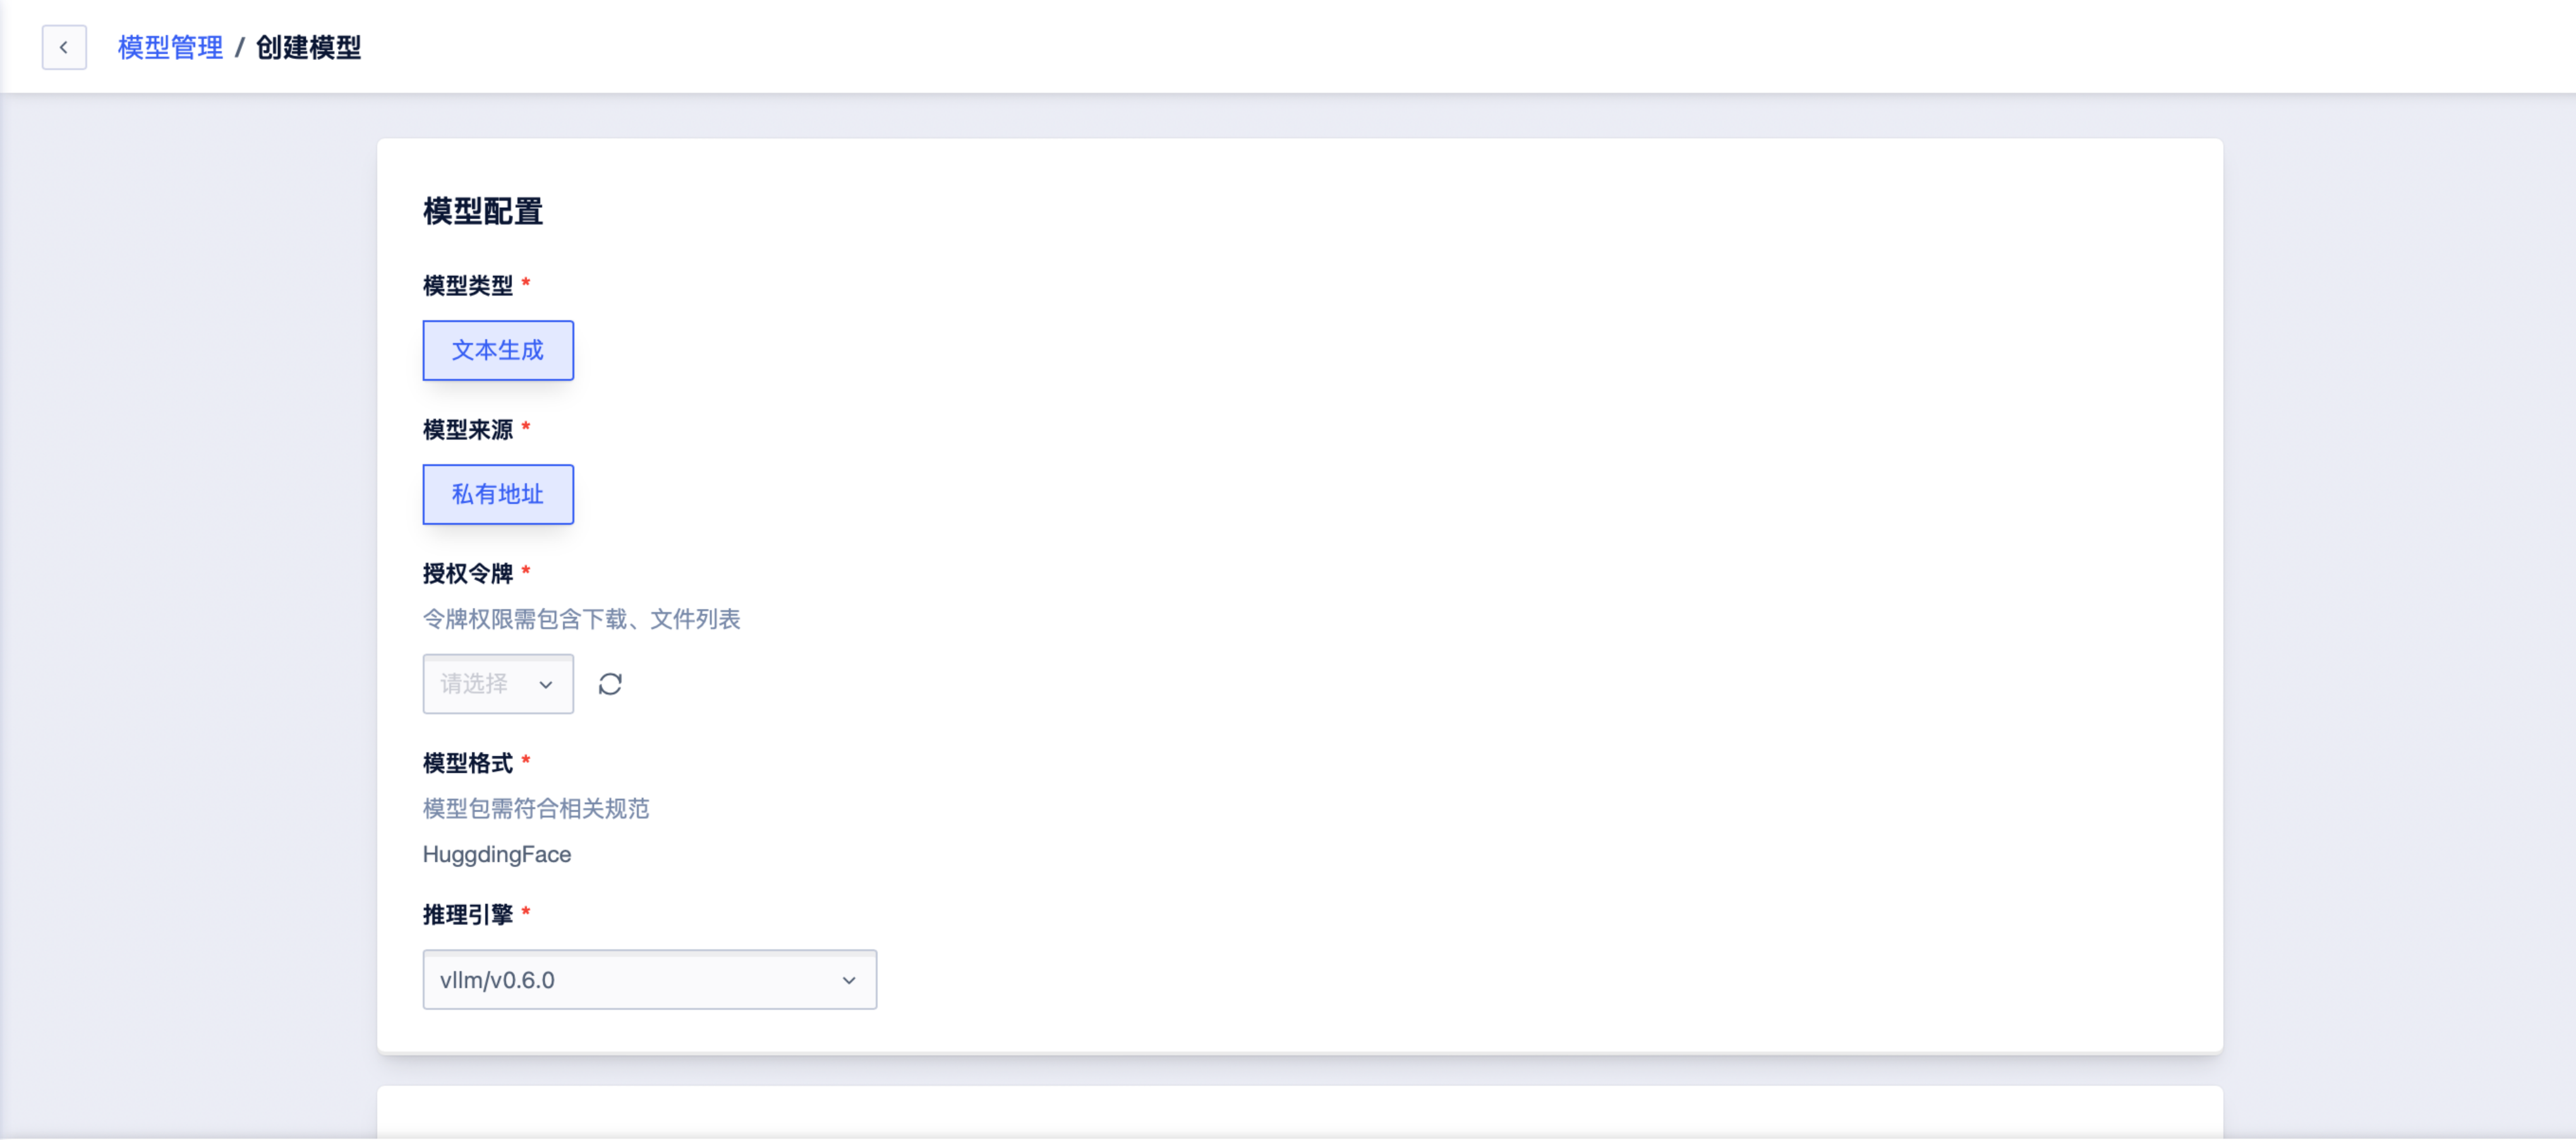 模型管理 / 创建模型
模型配置
模型类型 *
文本生成
模型来源 *
私有地址
授权令牌 *
令牌权限需包含下载、文件列表
请选择
模型格式 *
模型包需符合相关规范
HuggdingFace
推理引擎 *
vllm/v0.6.0